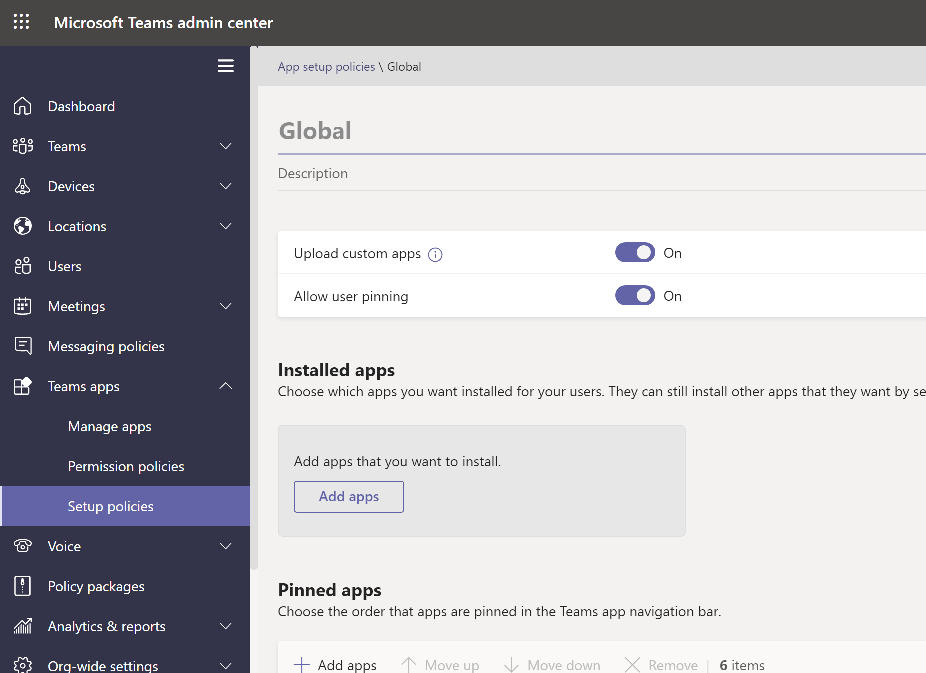 Microsoft Teams admin center
App setup policies \ Global
Dashboard
Teams
Devices
Locations
Users
Meetings
Messaging policies
Teams apps
Manage apps
Permission policies
Setup policies
Voice
Policy packages
Analytics & reports
Org-wide settings
Global
Description
Upload custom apps
On
Allow user pinning
On
Installed apps
Choose which apps you want installed for your users. They can still install other apps that they want by se
Add apps that you want to install.
Add apps
Pinned apps
Choose the order that apps are pinned in the Teams app navigation bar.
Add apps Move up Move down Remove | 6 items